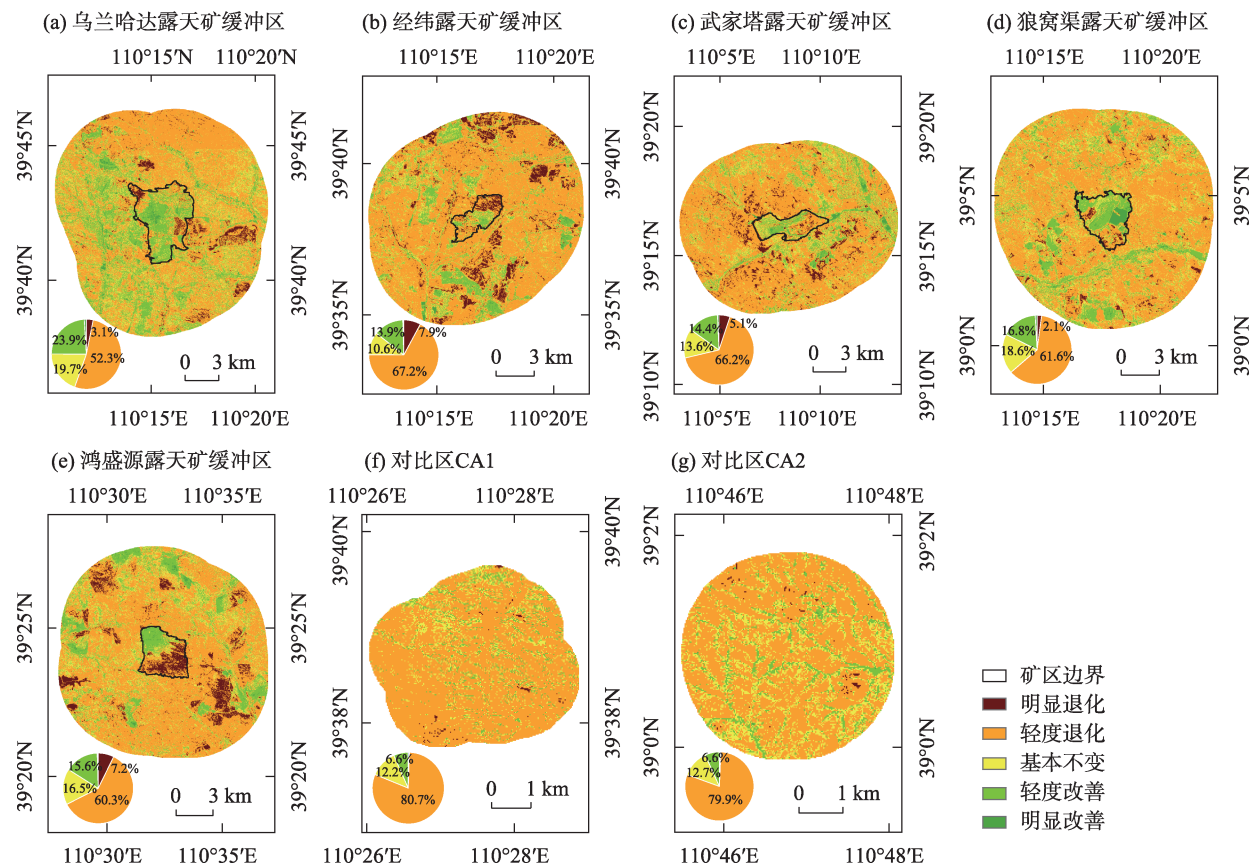 (a) 乌兰哈达露天矿缓冲区
110°15′N 110°20′N
39°45′N
39°40′N
39°45′N
39°40′N
23.9%
3.1%
19.7%
52.3%
0 3 km
110°15′E 110°20′E
(b) 经纬露天矿缓冲区
110°15′E 110°20′E
39°40′N
39°35′N
39°40′N
39°35′N
13.9%
7.9%
10.6%
67.2%
0 3 km
110°15′E 110°20′E
(c) 武家塔露天矿缓冲区
110°5′E 110°10′E
39°20′N
39°15′N
39°10′N
39°20′N
39°15′N
39°10′N
14.4%
5.1%
13.6%
66.2%
0 3 km
110°5′E 110°10′E
(d) 狼窝渠露天矿缓冲区
110°15′E 110°20′E
39°5′N
39°0′N
39°5′N
39°0′N
16.8%
2.1%
18.6%
61.6%
0 3 km
110°15′E 110°20′E
(e) 鸿盛源露天矿缓冲区
110°30′E 110°35′E
39°25′N
39°20′N
39°25′N
39°20′N
15.6%
7.2%
16.5%
60.3%
0 3 km
110°30′E 110°35′E
(f) 对比区CA1
110°26′E 110°28′E
39°40′N
39°38′N
39°40′N
39°38′N
6.6%
12.2%
80.7%
0 1 km
110°26′E 110°28′E
(g) 对比区CA2
110°46′E 110°48′E
39°2′N
39°0′N
39°2′N
39°0′N
6.6%
12.7%
79.9%
0 1 km
110°46′E 110°48′E
矿区边界
明显退化
轻度退化
基本不变
轻度改善
明显改善